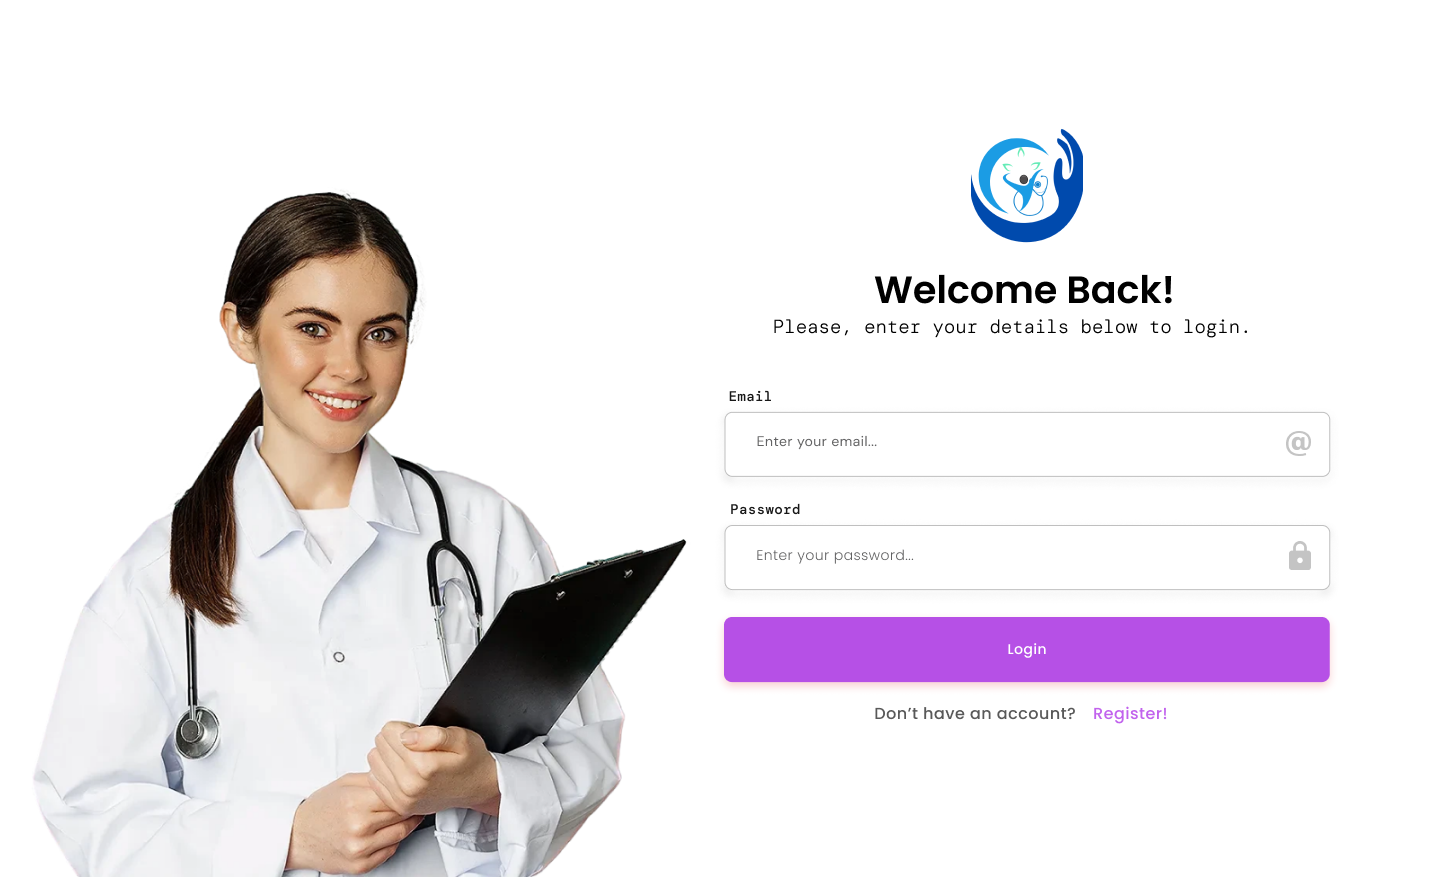 Welcome Back!
Please, enter your details below to login.
Email
Enter your email...
@
Password
Enter your password...
Login
Don’t have an account? Register!